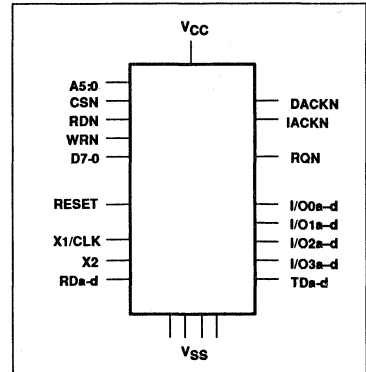 VCC
A5:0
CSN
RDN
WRN
D7-0
RESET
X1/CLK
X2
RDa-d
DACKN
IACKN
RQN
I/O0a–d
I/O1a–d
I/O2a–d
I/O3a–d
TDa-d
VSS